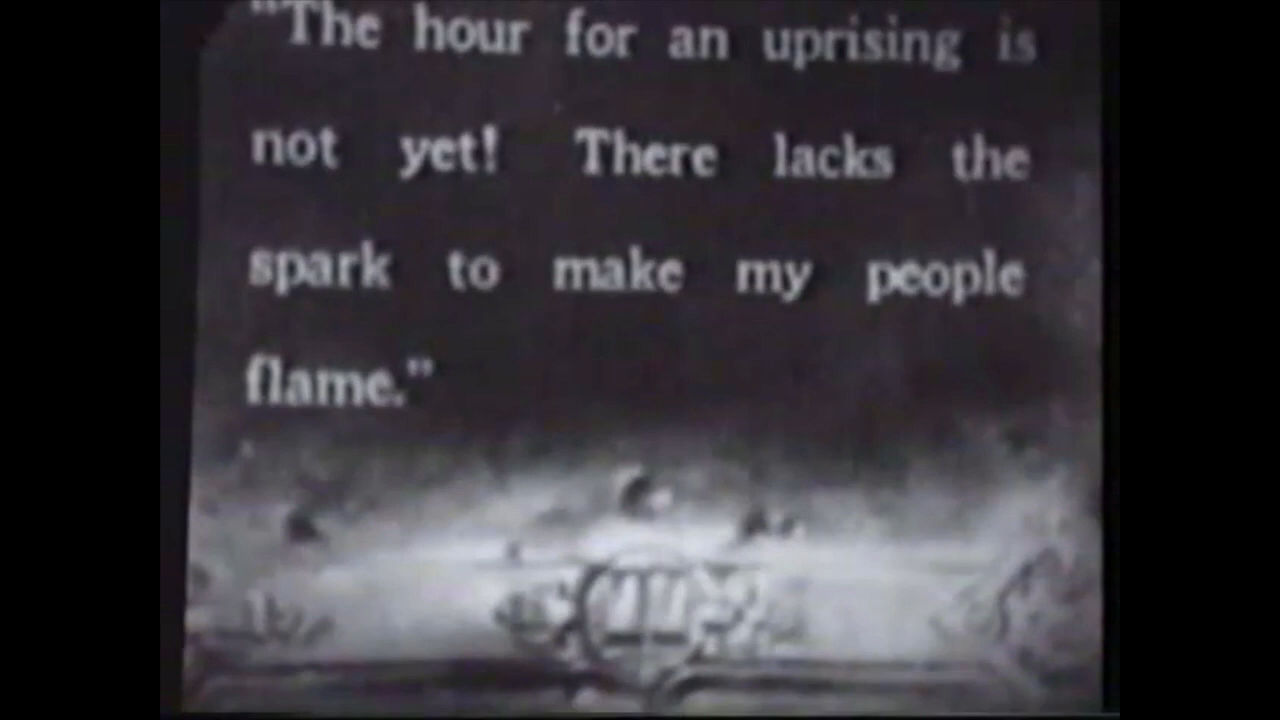 "The hour for an uprising is
not yet! There lacks the
spark to make my people
flame."